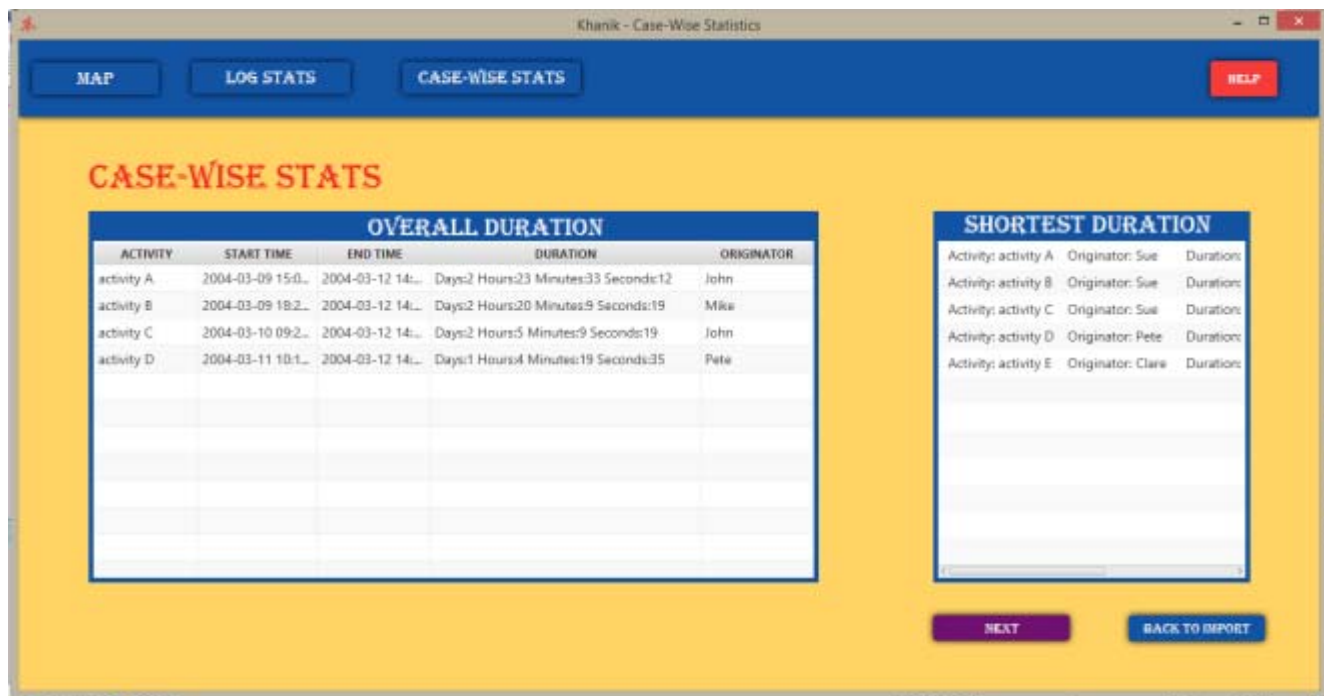 Khanik - Case-Wise Statistics
MAP LOG STATS CASE-WISE STATS HELP
CASE-WISE STATS
OVERALL DURATION
ACTIVITY START TIME END TIME DURATION ORIGINATOR
activity A 2004-03-09 15:0... 2004-03-12 14:... Days:2 Hours:23 Minutes:33 Seconds:12 John
activity B 2004-03-09 18:2... 2004-03-12 14:... Days:2 Hours:20 Minutes:9 Seconds:19 Mike
activity C 2004-03-10 09:2... 2004-03-12 14:... Days:2 Hours:5 Minutes:9 Seconds:19 John
activity D 2004-03-11 10:1... 2004-03-12 14:... Days:1 Hours:4 Minutes:19 Seconds:35 Pete
SHORTEST DURATION
Activity: activity A Originator: Sue Duration:
Activity: activity B Originator: Sue Duration:
Activity: activity C Originator: Sue Duration:
Activity: activity D Originator: Pete Duration:
Activity: activity E Originator: Clare Duration:
NEXT BACK TO IMPORT